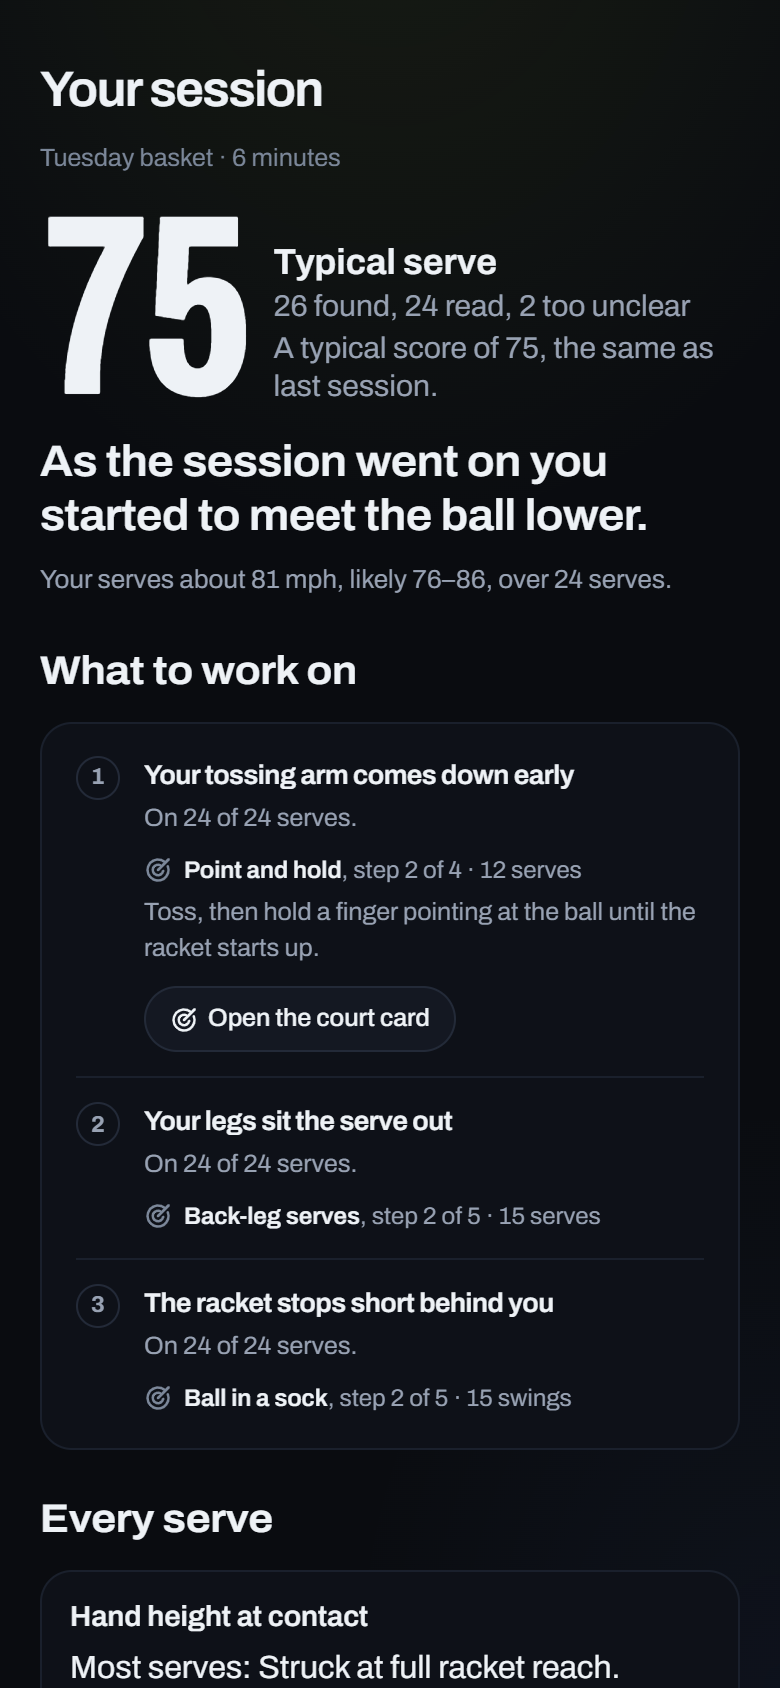 Your session
Tuesday basket · 6 minutes
75
Typical serve
26 found, 24 read, 2 too unclear
A typical score of 75, the same as
last session.
As the session went on you
started to meet the ball lower.
Your serves about 81 mph, likely 76–86, over 24 serves.
What to work on
1
Your tossing arm comes down early
On 24 of 24 serves.
Point and hold, step 2 of 4 · 12 serves
Toss, then hold a finger pointing at the ball until the
racket starts up.
Open the court card
2
Your legs sit the serve out
On 24 of 24 serves.
Back-leg serves, step 2 of 5 · 15 serves
3
The racket stops short behind you
On 24 of 24 serves.
Ball in a sock, step 2 of 5 · 15 swings
Every serve
Hand height at contact
Most serves: Struck at full racket reach.